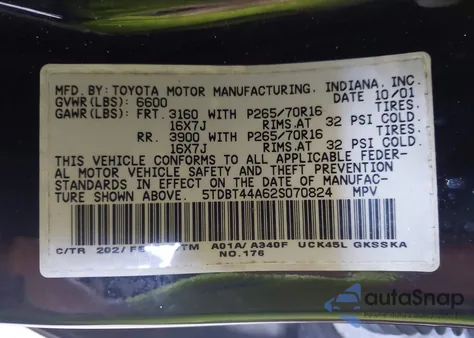 MFD. BY: TOYOTA MOTOR MANUFACTURING, INDIANA, INC.
GVWR(LBS): 6600 DATE 10/01
GAWR(LBS): FRT. 3160 WITH P265/70R16 TIRES,
16X7J RIMS,AT 32 PSI COLD.
RR. 3900 WITH P265/70R16 TIRES,
16X7J RIMS,AT 32 PSI COLD.
THIS VEHICLE CONFORMS TO ALL APPLICABLE FEDER-
AL MOTOR VEHICLE SAFETY AND THEFT PREVENTION
STANDARDS IN EFFECT ON THE DATE OF MANUFAC-
TURE SHOWN ABOVE. 5TDBT44A62S070824 MPV
C/TR 202/ TM A01A/ A340F UCK45L GKSSKA
NO.176
autoSnap